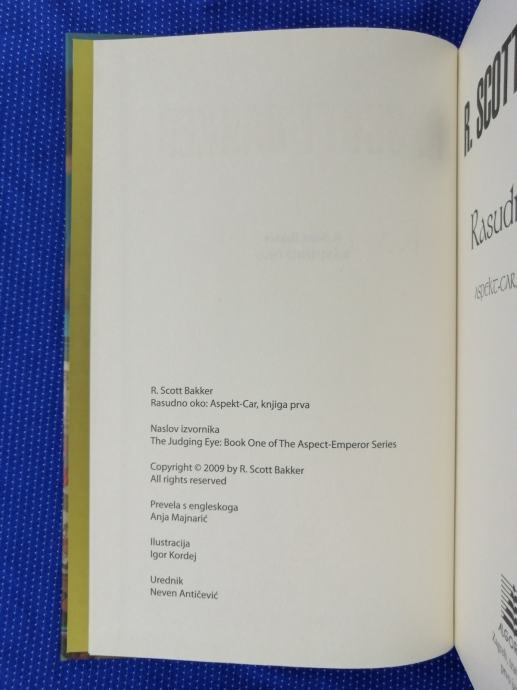 R. Scott Bakker
Rasudno oko: Aspekt-Car, knjiga prva
Naslov izvornika
The Judging Eye: Book One of The Aspect-Emperor Series
Copyright © 2009 by R. Scott Bakker
All rights reserved
Prevela s engleskoga
Anja Majnarić
Ilustracija
Igor Kordej
Urednik
Neven Antičević
R. SCOTT